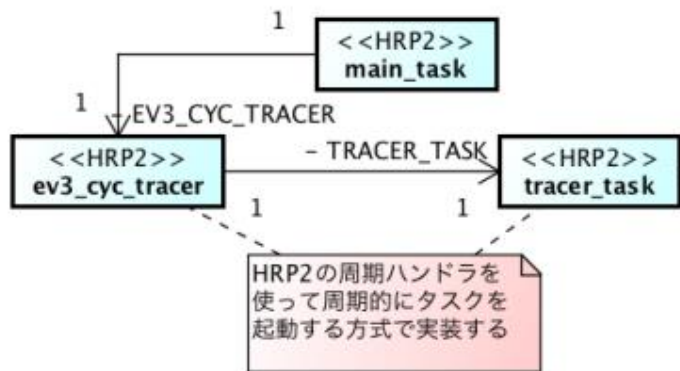 1
<<HRP2>>
main_task
1
- EV3_CYC_TRACER
<<HRP2>>
ev3_cyc_tracer
- TRACER_TASK
<<HRP2>>
tracer_task
1
1
HRP2の周期ハンドラを
使って周期的にタスクを
起動する方式で実装する